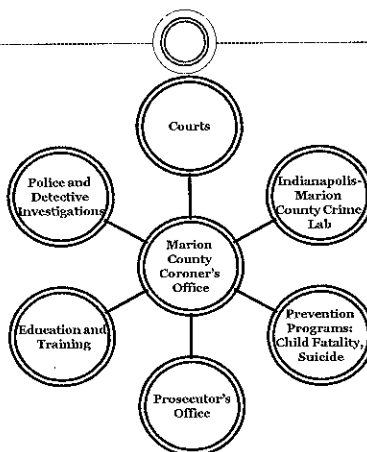 Courts
Police and
Detective
Investigations
Indianapolis-
Marion
County Crime
Lab
Marion
County
Coroner's
Office
Education and
Training
Prevention
Programs:
Child Fatality,
Suicide
Prosecutor's
Office